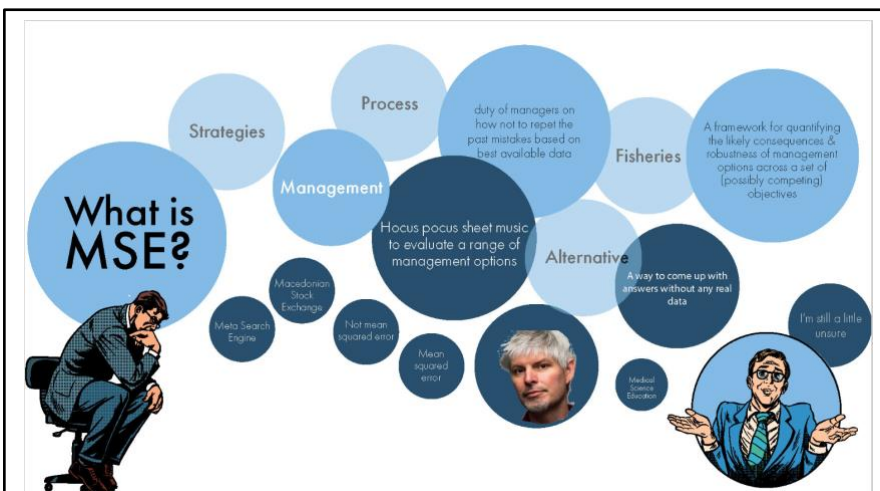 What is
MSE?
Strategies
Process
Management
duty of managers on
how not to repet the
past mistakes based on
best available data
Fisheries
A framework for quantifying
the likely consequences &
robustness of management
options across a set of
(possibly competing)
objectives
Hocus pocus sheet music
to evaluate a range of
management options
Alternative
A way to come up with
answers without any real
data
Macedonian
Stock
Exchange
Meta Search
Engine
Not mean
squared error
Mean
squared
error
Medical
Science
Education
I'm still a little
unsure